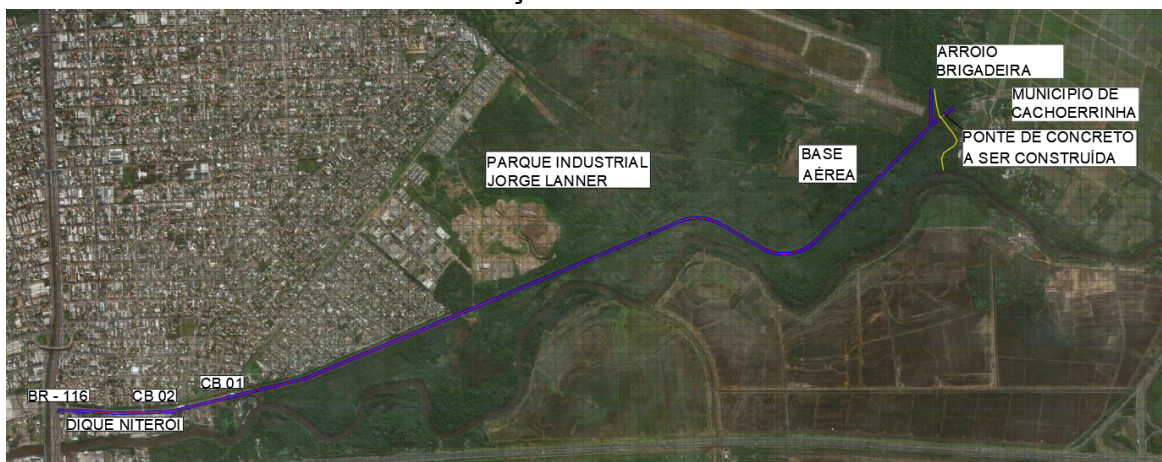 ARROIO
BRIGADEIRA
MUNICIPIO DE
CACHOERRINHA
PONTE DE CONCRETO
A SER CONSTRUÍDA
BASE
AÉREA
PARQUE INDUSTRIAL
JORGE LANNER
CB 01
BR - 116
CB 02
DIQUE NITERÓI